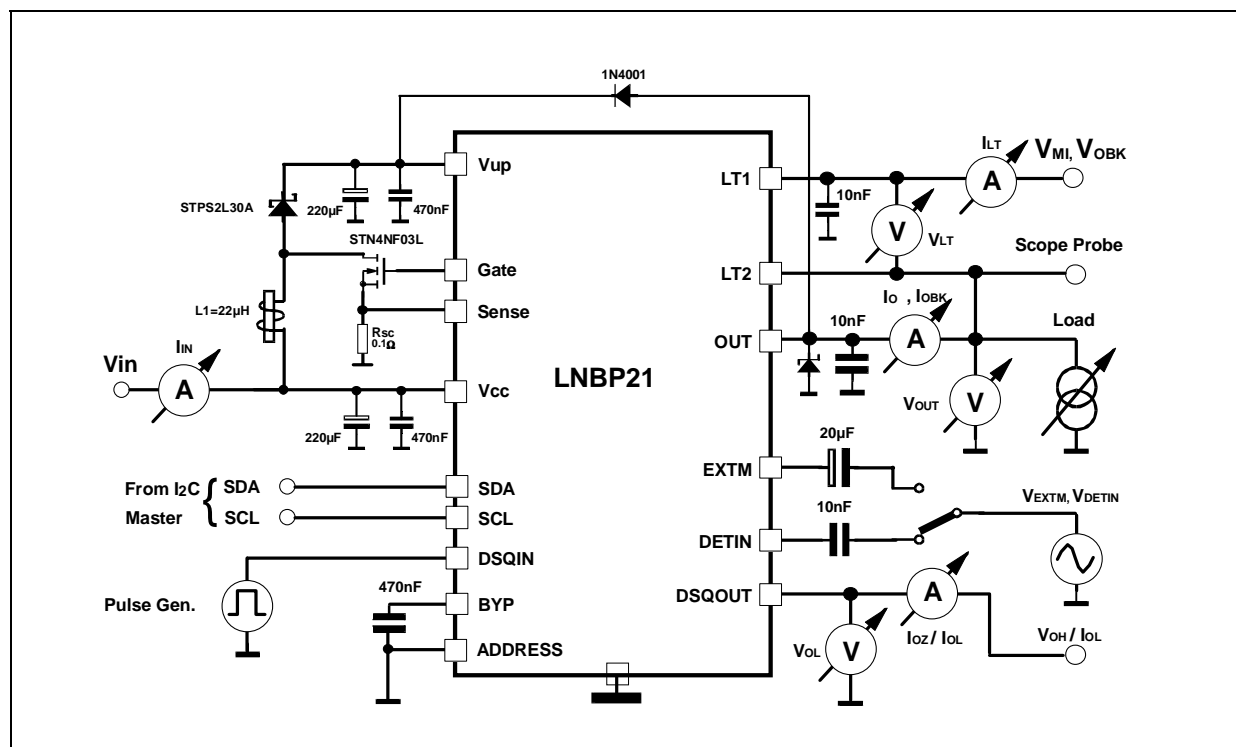 1N4001
Vup
LT1
ILT
A
VMI, VOBK
STPS2L30A
220µF
470nF
10nF
V
VLT
STN4NF03L
Scope Probe
Gate
LT2
L1=22µH
Sense
IO , IOBK
Rsc
0.1Ω
OUT
10nF
A
Load
Vin
IIN
A
Vcc
LNBP21
VOUT
V
220µF
470nF
20µF
EXTM
From I2C { SDA
SDA
VEXTM, VDETIN
Master
SCL
SCL
10nF
DETIN
DSQIN
DSQOUT
A
Pulse Gen.
470nF
BYP
IOZ / IOL
VOH / IOL
ADDRESS
VOL
V